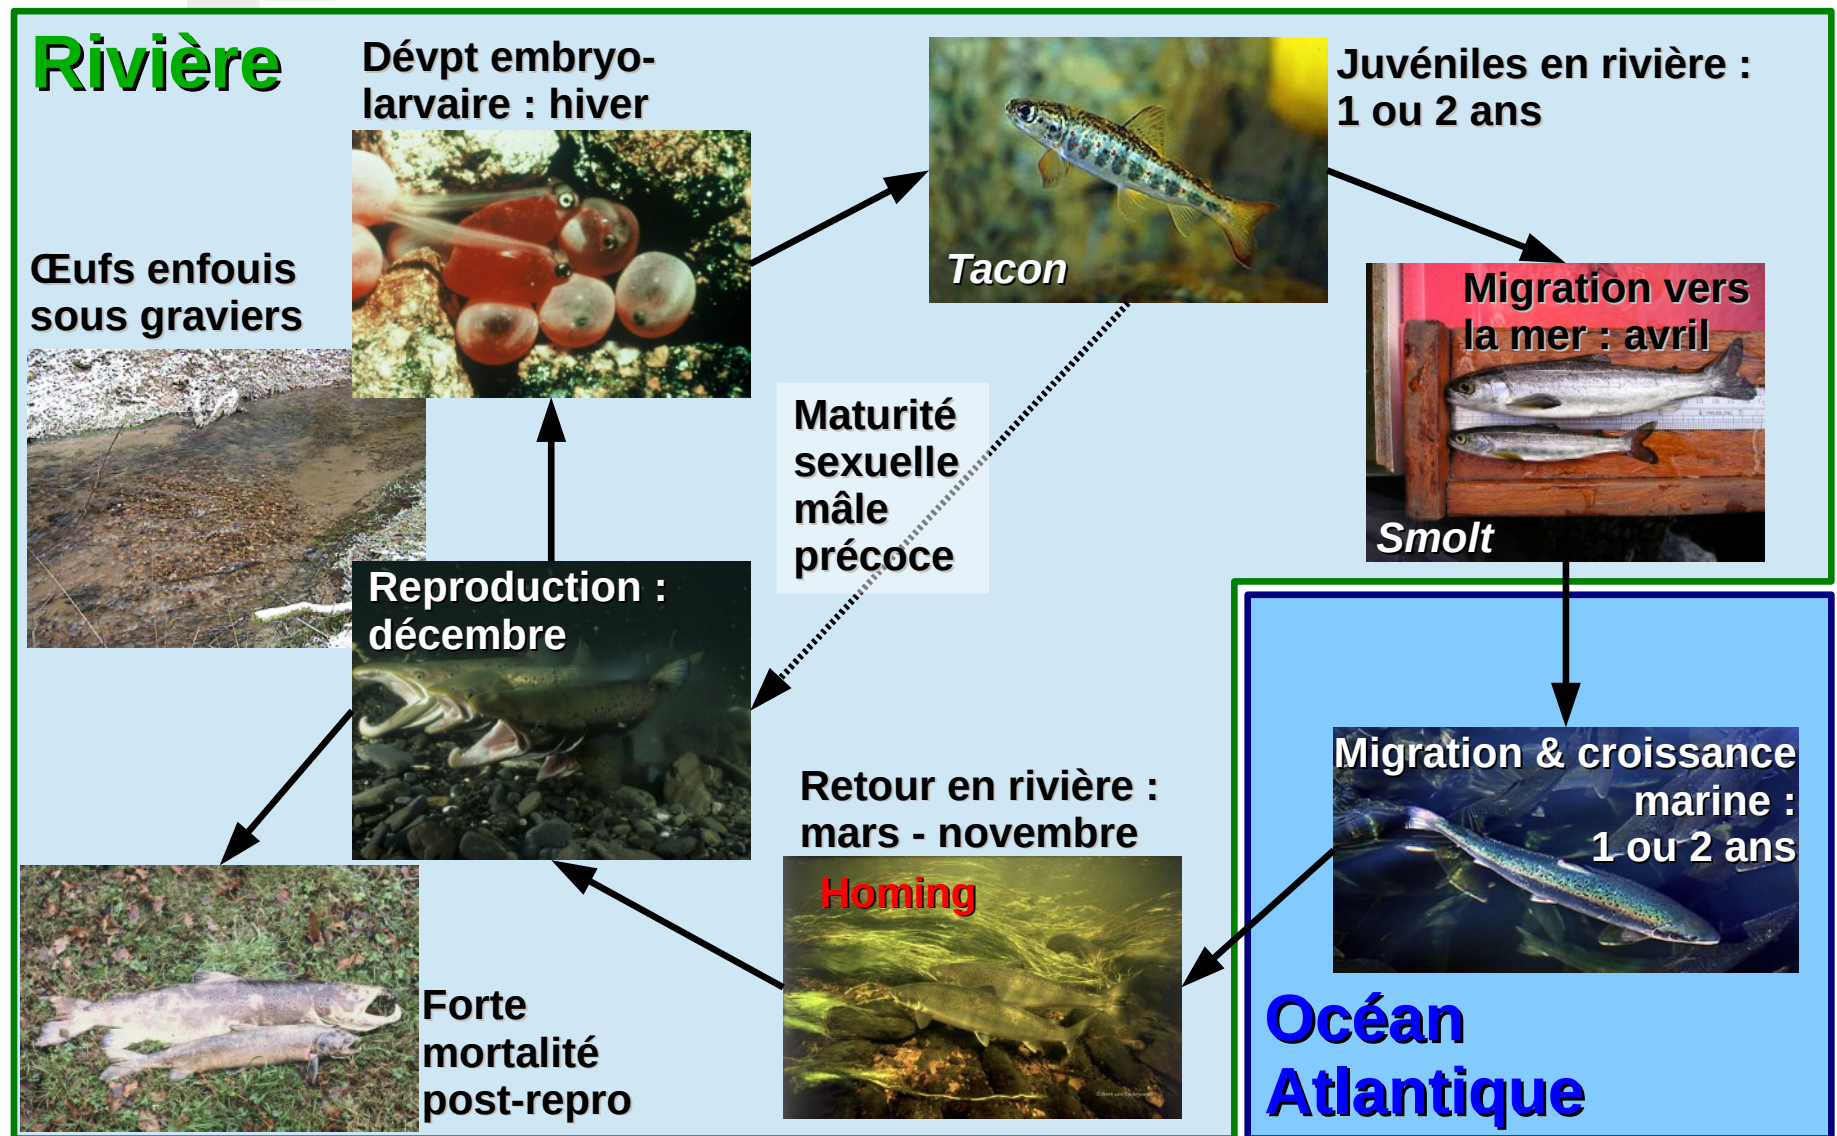 Rivière
Dévpt embryo-
larvaire : hiver
Juvéniles en rivière :
1 ou 2 ans
Tacon
Œufs enfouis
sous graviers
Migration vers
la mer : avril
Smolt
Maturité
sexuelle
mâle
précoce
Reproduction :
décembre
Migration & croissance
marine :
1 ou 2 ans
Retour en rivière :
mars - novembre
Homing
Forte
mortalité
post-repro
Océan
Atlantique